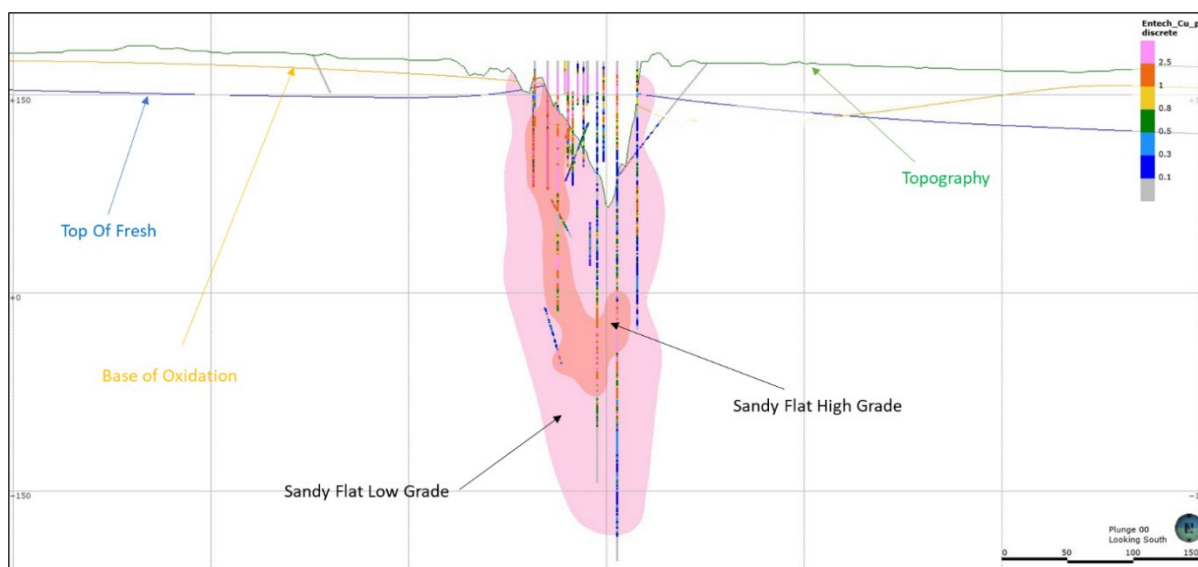 Entech_Cu_p
discrete
2.5
1
0.8
0.5
0.3
0.1
+150
Topography
Top Of Fresh
+0
Base of Oxidation
Sandy Flat High Grade
Sandy Flat Low Grade
-150
-1
Plunge 00
Looking South
N
0 50 100 150